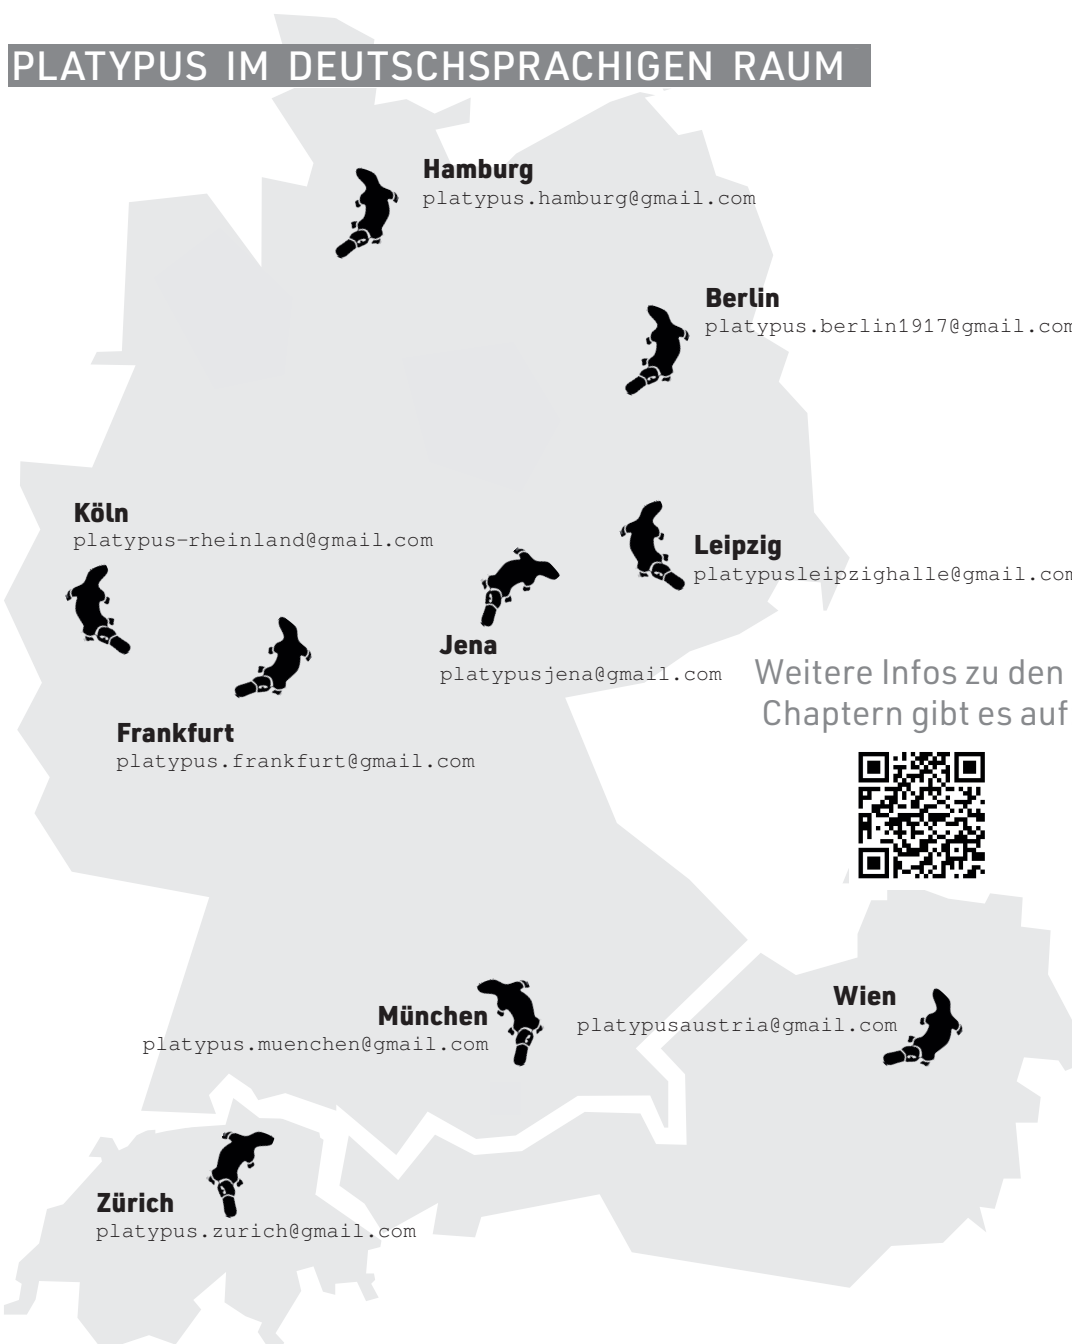 PLATYPUS IM DEUTSCHSPRACHIGEN RAUM
Hamburg
platypus.hamburg@gmail.com
Berlin
platypus.berlin1917@gmail.com
Köln
platypus-rheinland@gmail.com
Leipzig
platypusleipzighalle@gmail.com
Jena
platypusjena@gmail.com
Weitere Infos zu den
Chaptern gibt es auf
Frankfurt
platypus.frankfurt@gmail.com
München
platypus.muenchen@gmail.com
Wien
platypusaustria@gmail.com
Zürich
platypus.zurich@gmail.com